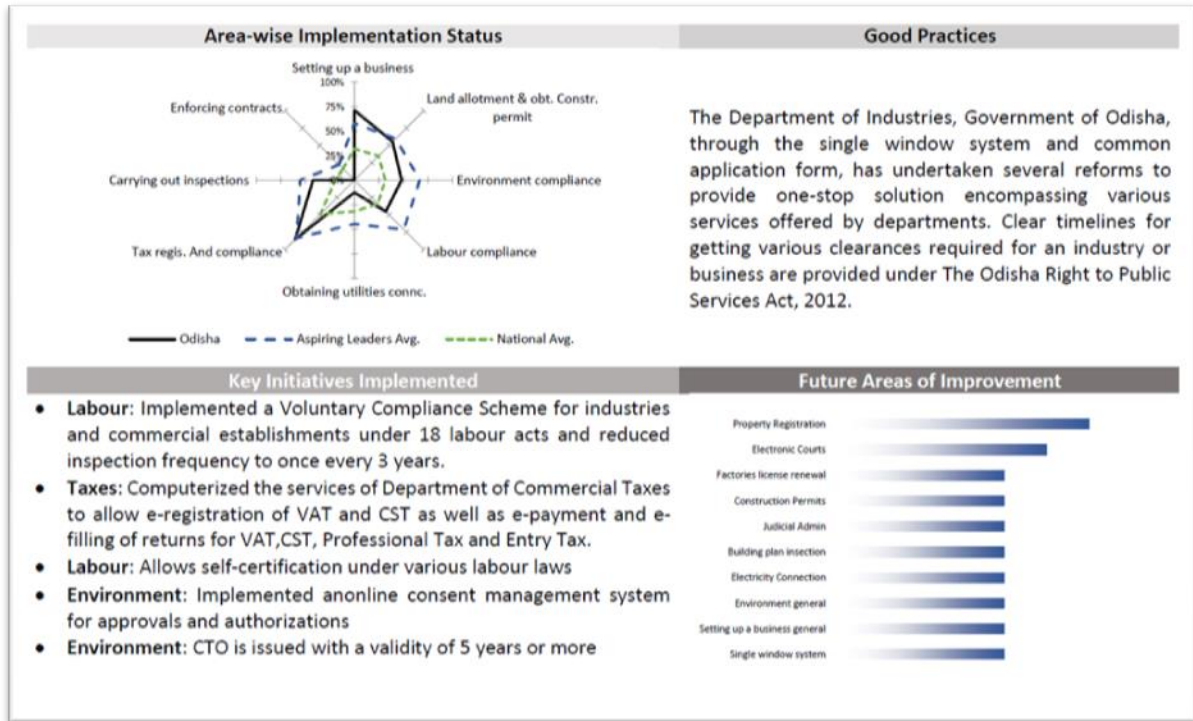 Area-wise Implementation Status
Setting up a business
100%
75%
50%
25%
Land allotment & obt. Constr.
permit
Environment compliance
Labour compliance
Obtaining utilities connc.
Tax regis. And compliance
Carrying out inspections
Enforcing contracts
Odisha
Aspiring Leaders Avg.
National Avg.
Good Practices
The Department of Industries, Government of Odisha,
through the single window system and common
application form, has undertaken several reforms to
provide one-stop solution encompassing various
services offered by departments. Clear timelines for
getting various clearances required for an industry or
business are provided under The Odisha Right to Public
Services Act, 2012.
Key Initiatives Implemented
• Labour: Implemented a Voluntary Compliance Scheme for industries
and commercial establishments under 18 labour acts and reduced
inspection frequency to once every 3 years.
• Taxes: Computerized the services of Department of Commercial Taxes
to allow e-registration of VAT and CST as well as e-payment and e-
filling of returns for VAT,CST, Professional Tax and Entry Tax.
• Labour: Allows self-certification under various labour laws
• Environment: Implemented anonline consent management system
for approvals and authorizations
• Environment: CTO is issued with a validity of 5 years or more
Future Areas of Improvement
Property Registration
Electronic Courts
Factories license renewal
Construction Permits
Judicial Admin
Building plan insection
Electricity Connection
Environment general
Setting up a business general
Single window system